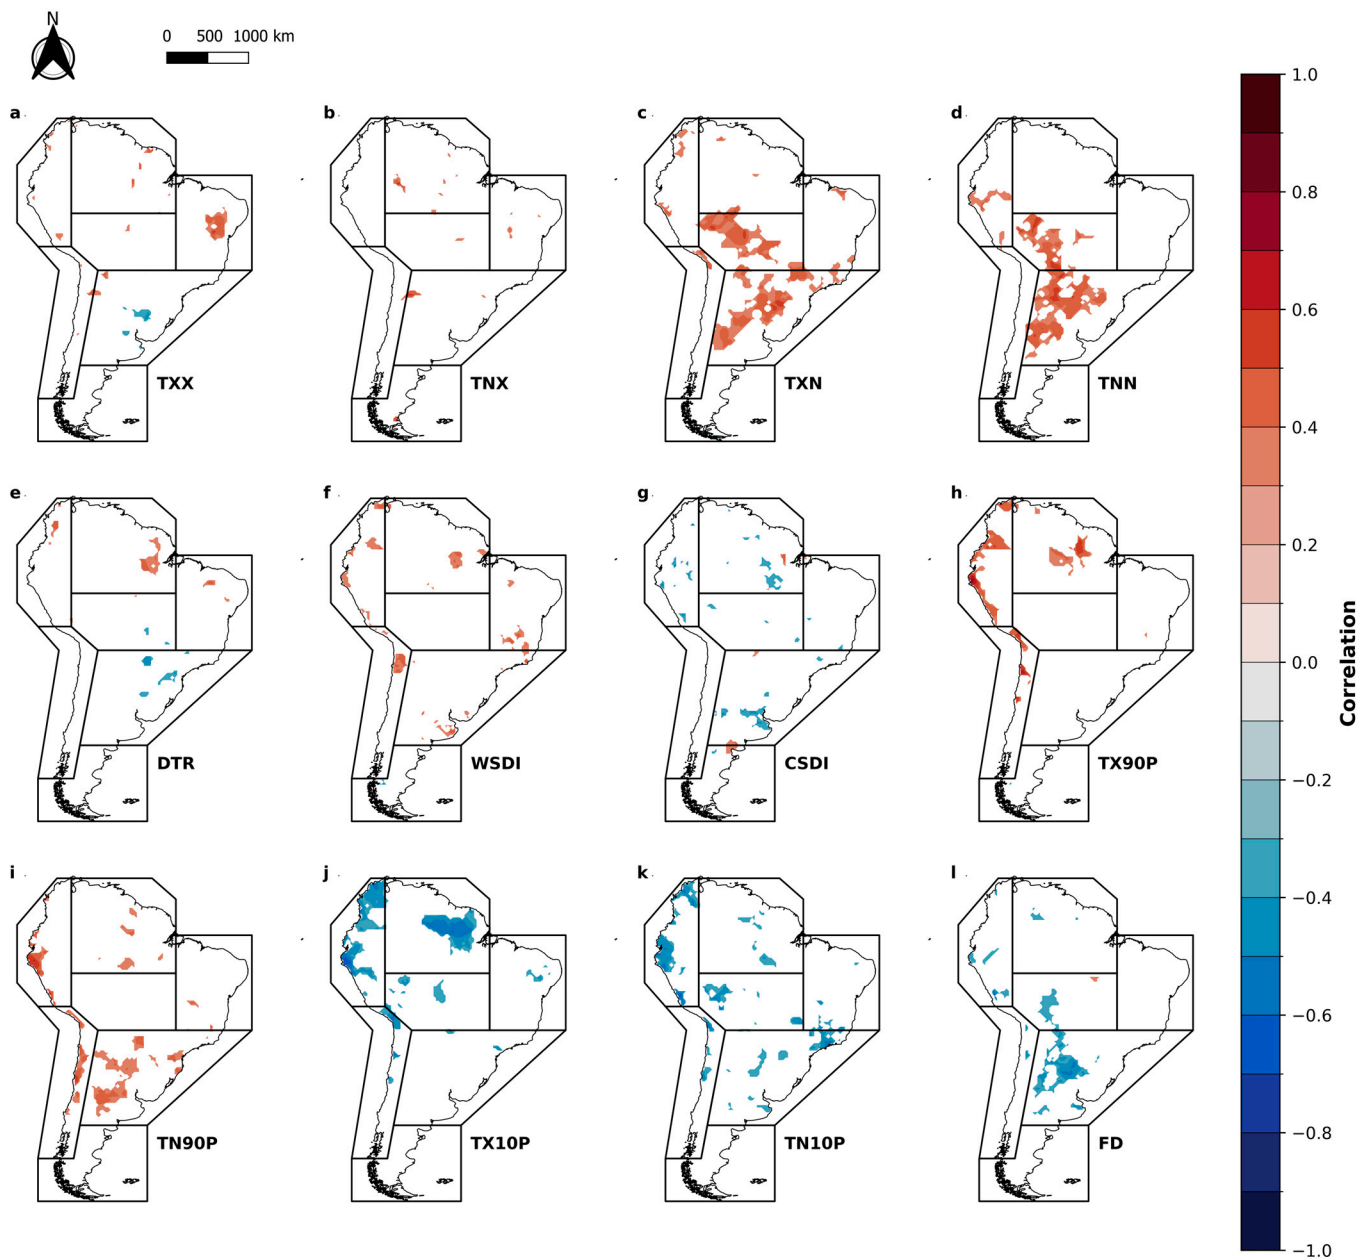 N
0 500 1000 km
a
b
c
d
TXX
TNX
TXN
TNN
e
f
g
h
DTR
WSDI
CSDI
TX90P
i
j
k
l
TN90P
TX10P
TN10P
FD
1.0
0.8
0.6
0.4
0.2
0.0
−0.2
−0.4
−0.6
−0.8
−1.0
Correlation